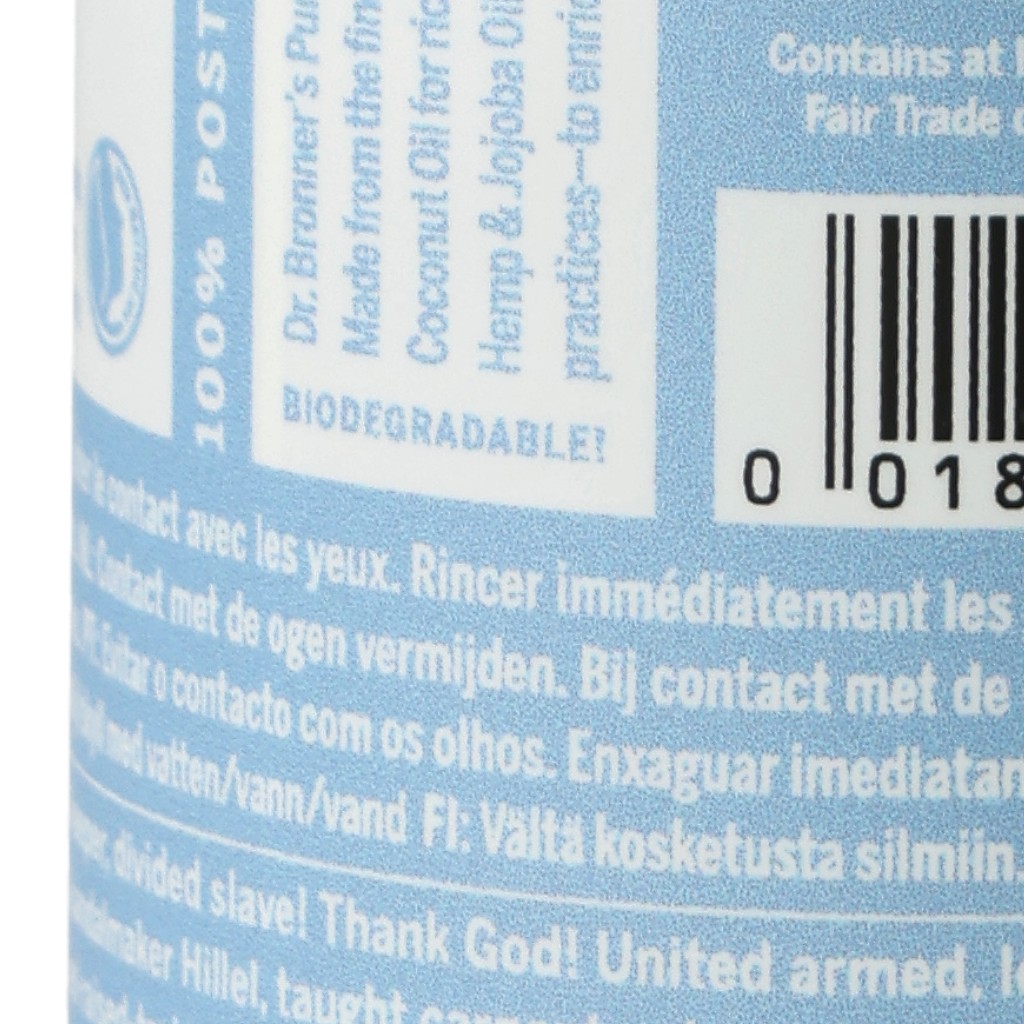 100% POST
Dr. Bronner's Pu
Made from the fin
Coconut Oil for ric
Hemp & Jojoba Oil
practices—to enric
BIODEGRADABLE!
Contains at
Fair Trade
0 018
contact avec les yeux. Rincer immédiatement les
Contact met de ogen vermijden. Bij contact met de
Evitar o contacto com os olhos. Enxaguar imediatan
med vatten/vann/vand FI: Vältä kosketusta silmiin.
divided slave! Thank God! United armed,
Hillel, taught